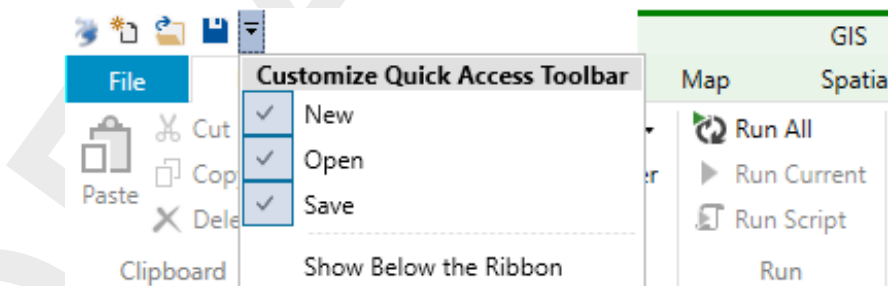 GIS
File
Customize Quick Access Toolbar
Map
New
Run All
Cut
Open
Run Current
Paste
Save
Run Script
Clipboard
Show Below the Ribbon
Run